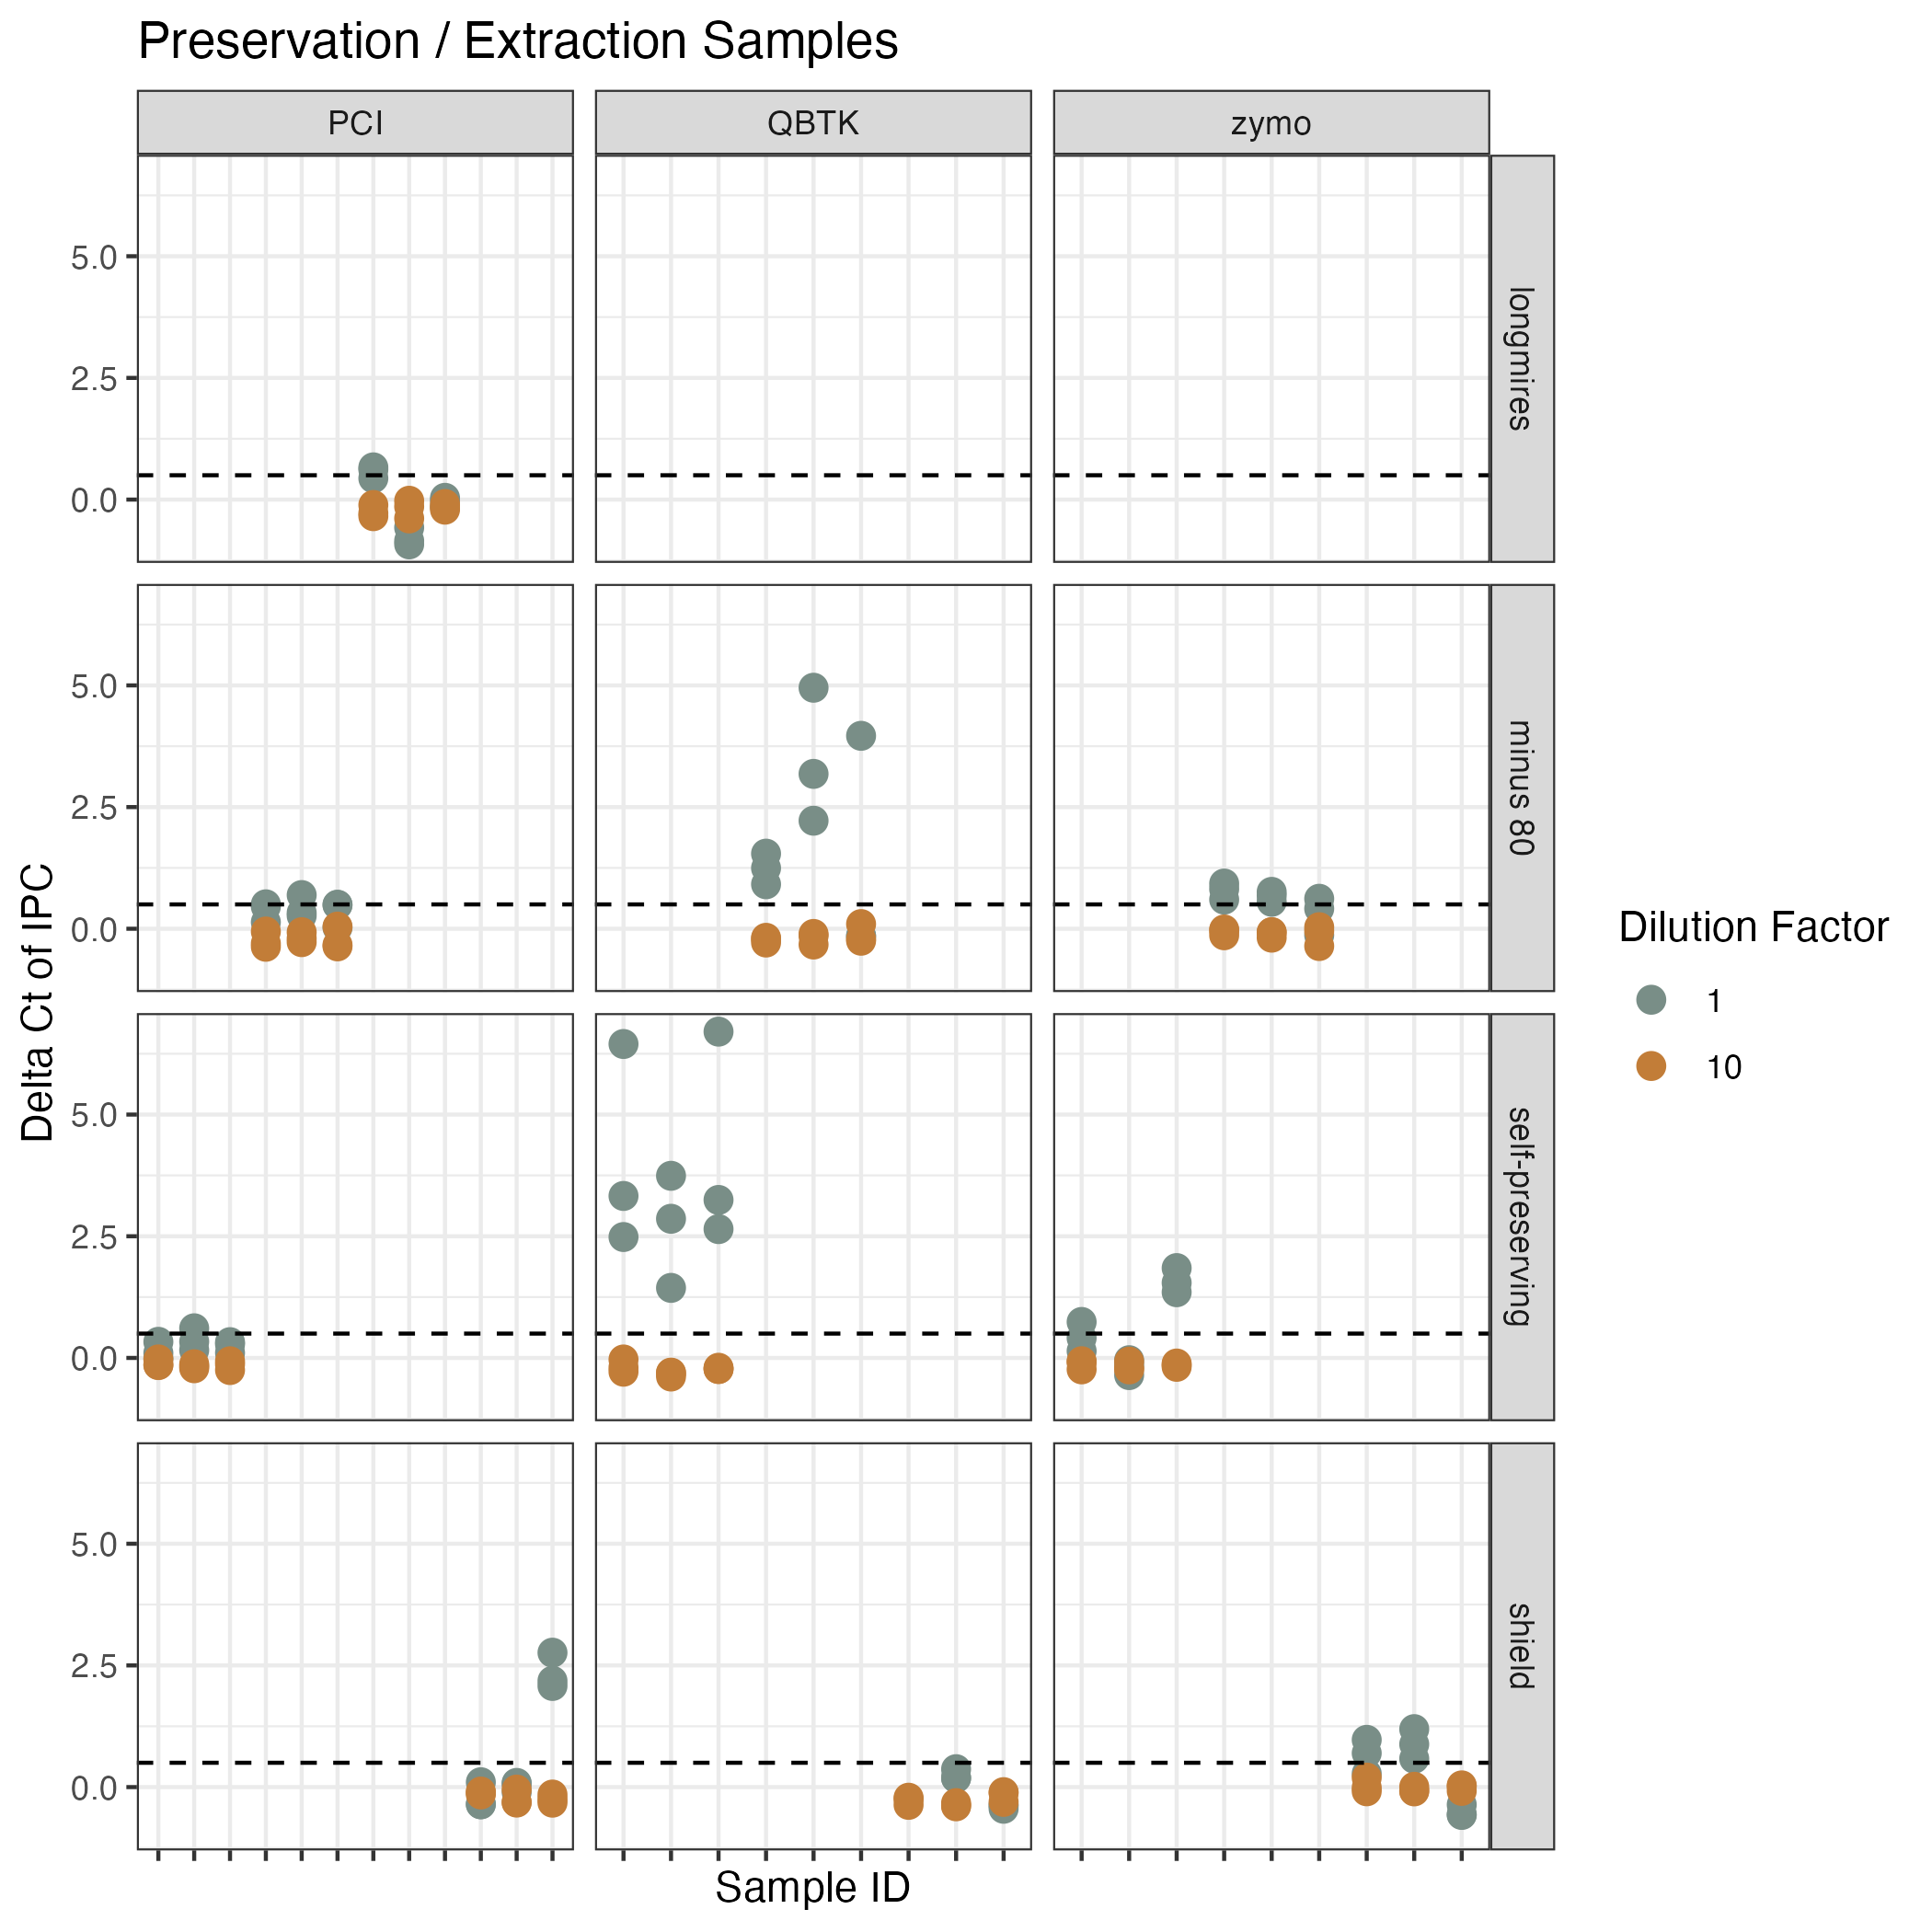 Preservation / Extraction Samples
PCI
QBTK
zymo
5.0
2.5
0.0
longmires
5.0
2.5
0.0
minus 80
5.0
2.5
0.0
self-preserving
5.0
2.5
0.0
shield
Delta Ct of IPC
Sample ID
Dilution Factor
1
10